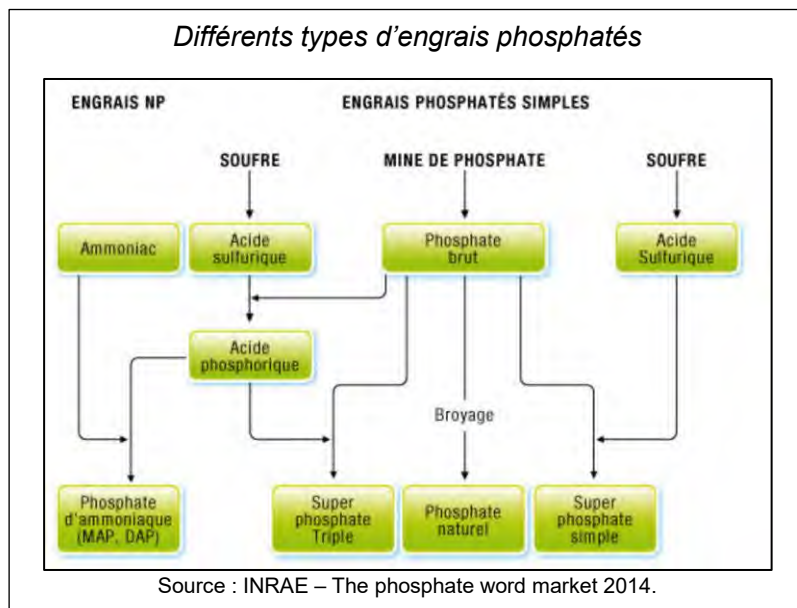 Différents types d’engrais phosphatés
ENGRAIS NP
ENGRAIS PHOSPHATÉS SIMPLES
SOUFRE
MINE DE PHOSPHATE
SOUFRE
Ammoniac
Acide
sulfurique
Phosphate
brut
Acide
Sulfurique
Acide
phosphorique
Broyage
Phosphate
d'ammoniaque
(MAP, DAP)
Super
phosphate
Triple
Phosphate
naturel
Super
phosphate
simple
Source : INRAE – The phosphate word market 2014.